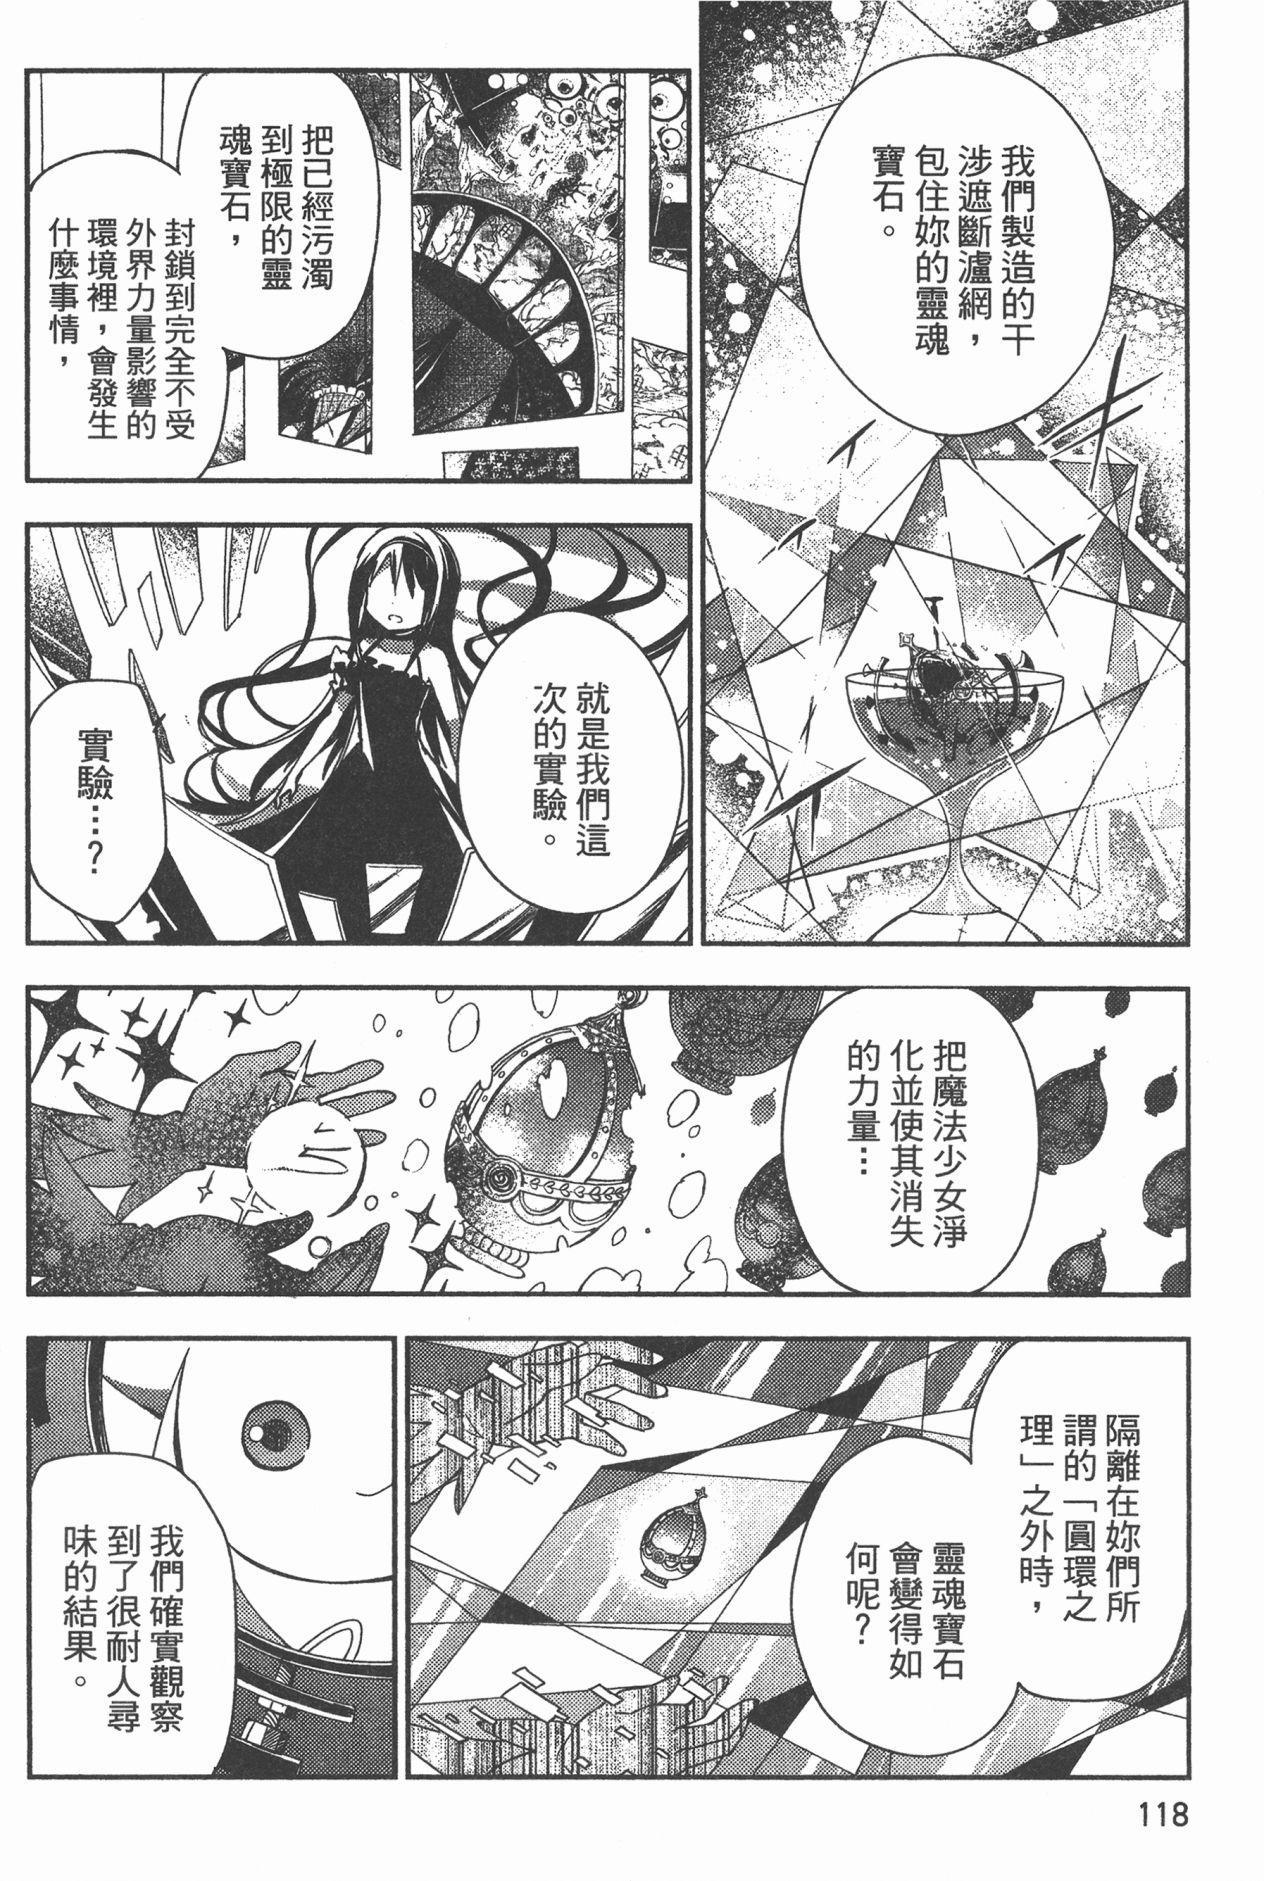 我們製造的干
涉遮斷濾網，
包住妳的靈魂
寶石。
把已經污濁
到極限的靈
魂寶石，
封鎖到完全不受
外界力量影響的
環境裡，會發生
什麼事情，
就是我們這
次的實驗。
實驗…？
把魔法少女淨
化並使其消失
的力量…
隔離在妳們所
謂的「圓環之
理」之外時，
靈魂寶石
會變得如
何呢？
我們確實觀察
到了很耐人尋
味的結果。
118